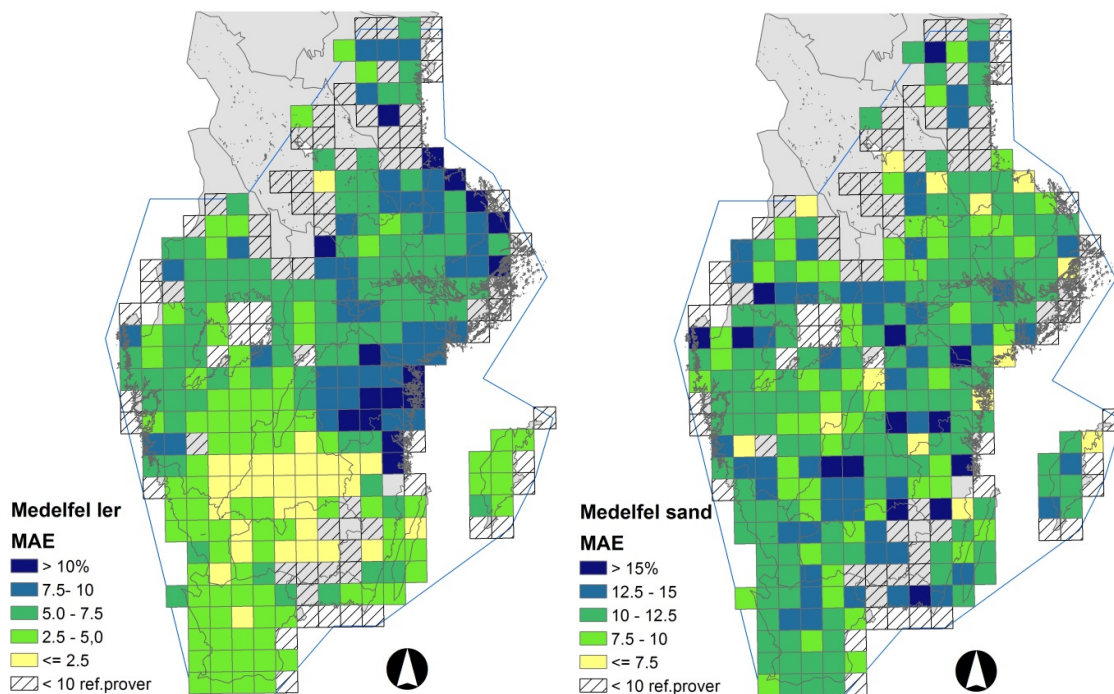 Medelfel ler
MAE
> 10%
7.5- 10
5.0 - 7.5
2.5 - 5,0
<= 2.5
< 10 ref.prover
Medelfel sand
MAE
> 15%
12.5 - 15
10 - 12.5
7.5 - 10
<= 7.5
< 10 ref.prover